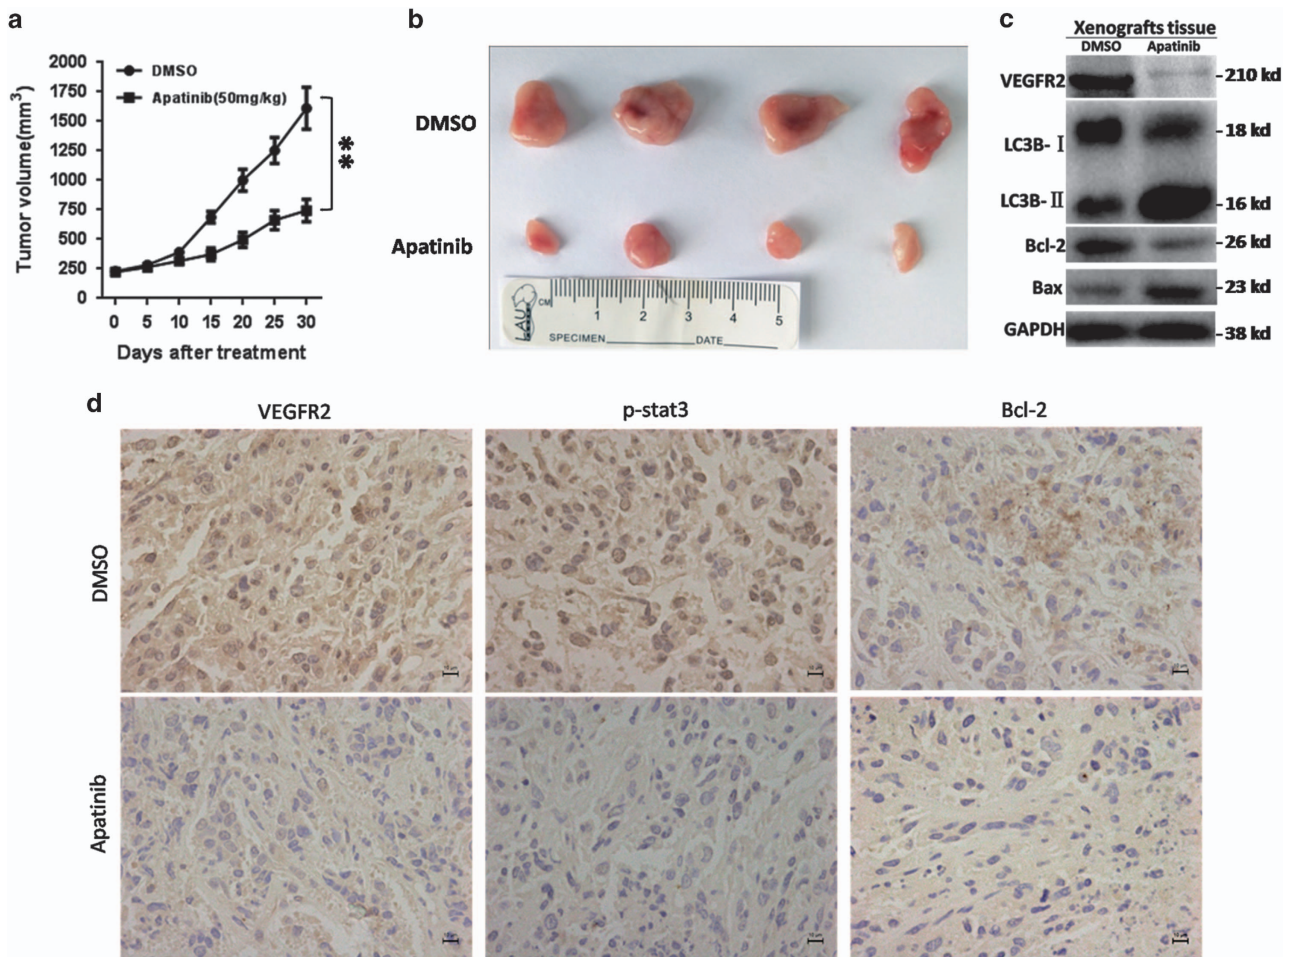 a
2000
1750
1500
1250
1000
750
500
250
0
Tumor volume(mm³)
DMSO
Apatinib(50mg/kg)
**
0 5 10 15 20 25 30
Days after treatment
b
DMSO
Apatinib
CM
1 2 3 4 5
LAU
SPECIMEN DATE
c
Xenografts tissue
DMSO Apatinib
VEGFR2 -210 kd
LC3B-Ⅰ -18 kd
LC3B-Ⅱ -16 kd
Bcl-2 -26 kd
Bax -23 kd
GAPDH -38 kd
d
VEGFR2 p-stat3 Bcl-2
DMSO
Apatinib